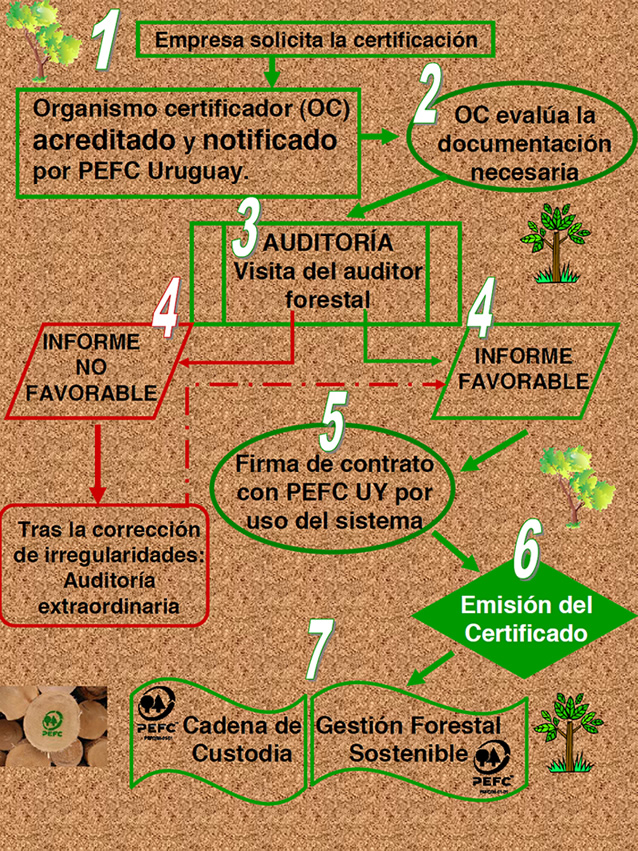 1
Empresa solicita la certificación
Organismo certificador (OC)
acreditado y notificado
por PEFC Uruguay.
2
OC evalúa la
documentación
necesaria
3
AUDITORÍA
Visita del auditor
forestal
4
INFORME
NO
FAVORABLE
4
INFORME
FAVORABLE
5
Firma de contrato
con PEFC UY por
uso del sistema
Tras la corrección
de irregularidades:
Auditoría
extraordinaria
6
Emisión del
Certificado
7
PEFC
Cadena de
Custodia
Gestión Forestal
Sostenible
PEFC
PEFC